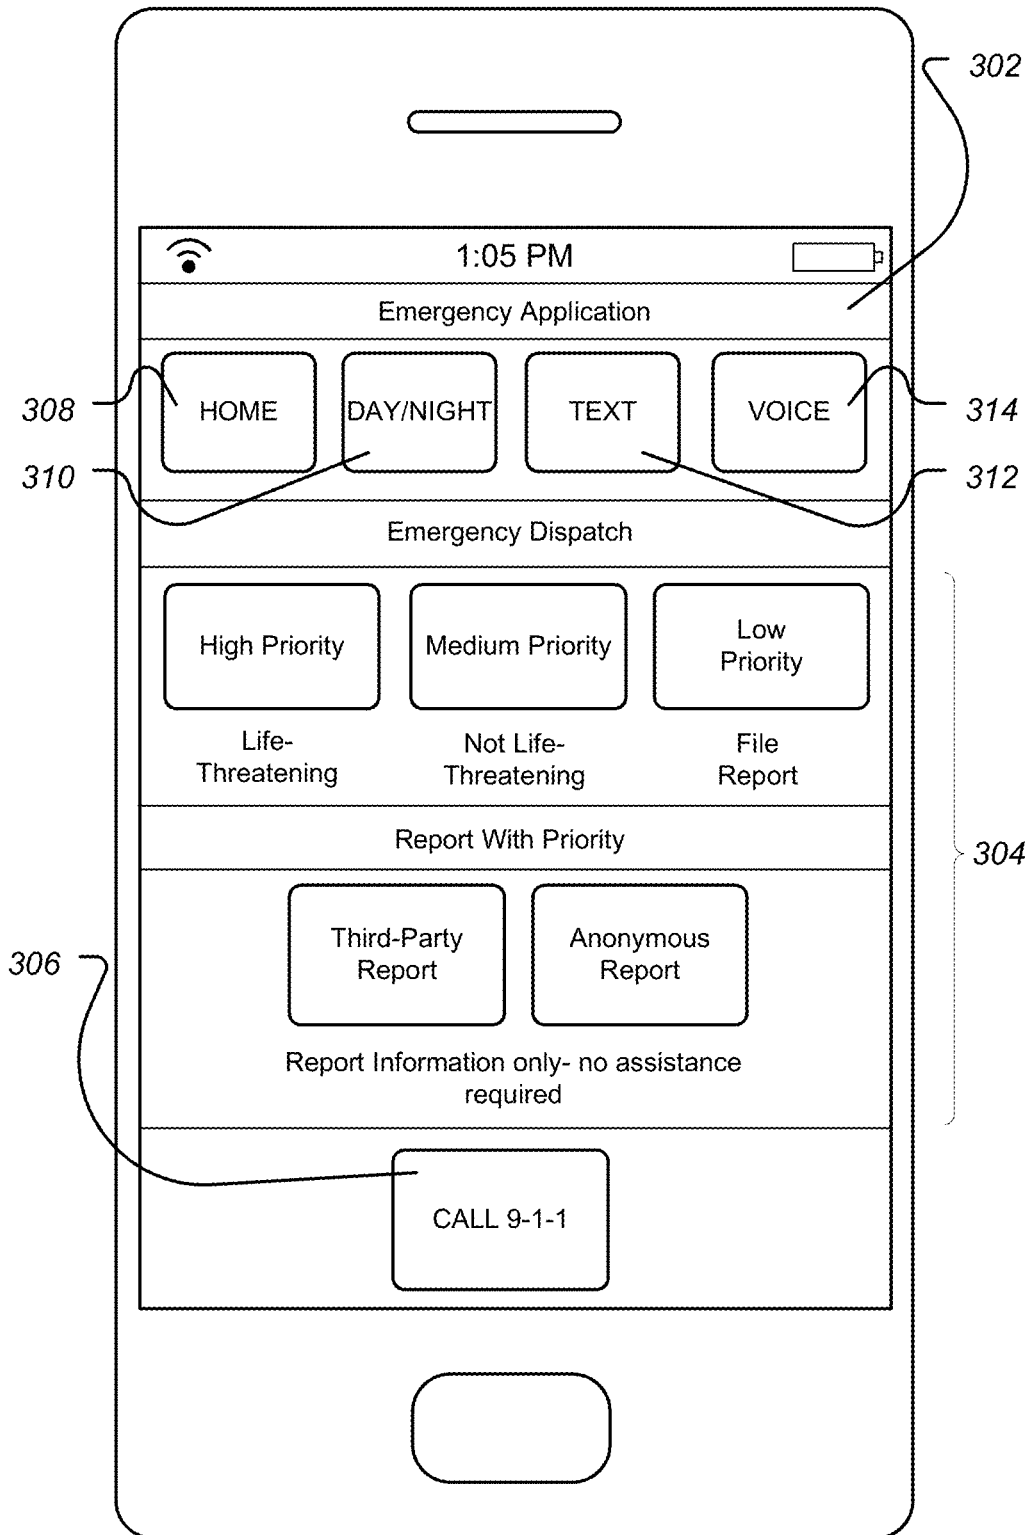 302
1:05 PM
Emergency Application
308
HOME
DAY/NIGHT
TEXT
VOICE
314
310
312
Emergency Dispatch
High Priority
Medium Priority
Low
Priority
Life-
Threatening
Not Life-
Threatening
File
Report
Report With Priority
304
Third-Party
Report
Anonymous
Report
306
Report Information only- no assistance
required
CALL 9-1-1